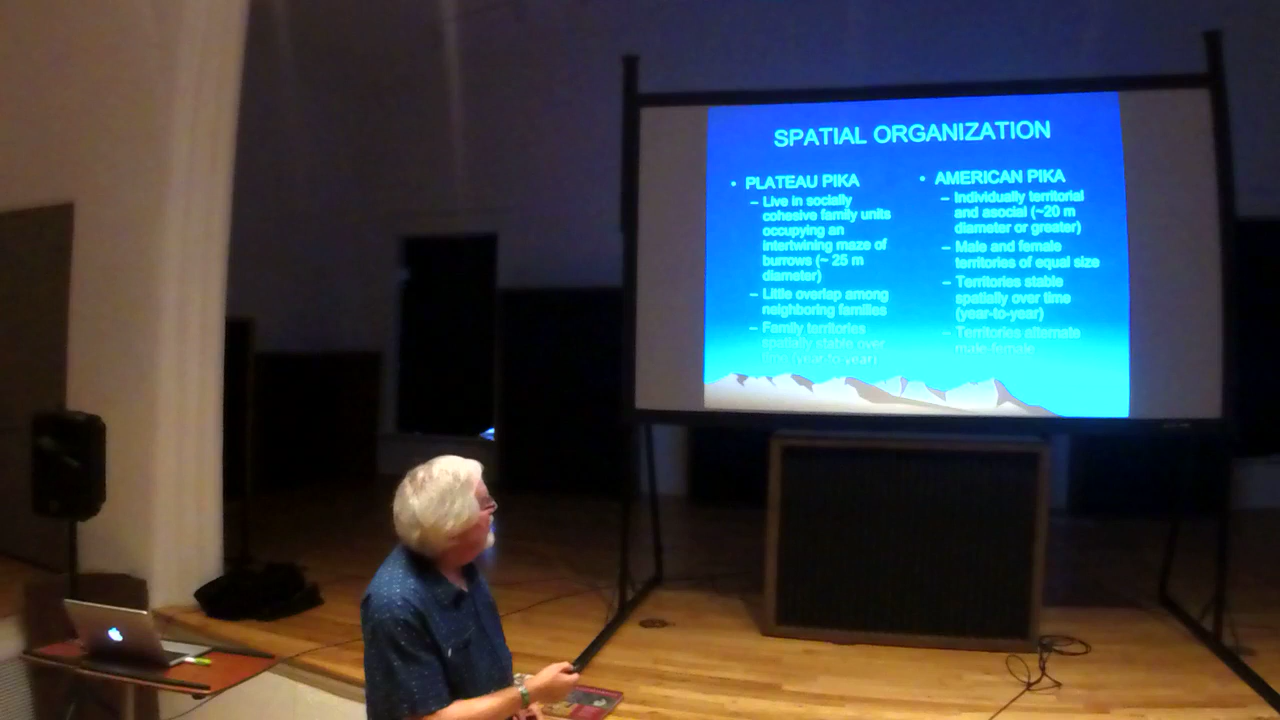 SPATIAL ORGANIZATION
• PLATEAU PIKA
– Live in socially
cohesive family units
occupying an
intertwining maze of
burrows (~ 25 m
diameter)
– Little overlap among
neighboring families
– Family territories
spatially stable over
time (year to year)
• AMERICAN PIKA
– Individually territorial
and asocial (~20 m
diameter or greater)
– Male and female
territories of equal size
– Territories stable
spatially over time
(year-to-year)
– Territories alternate
male-female